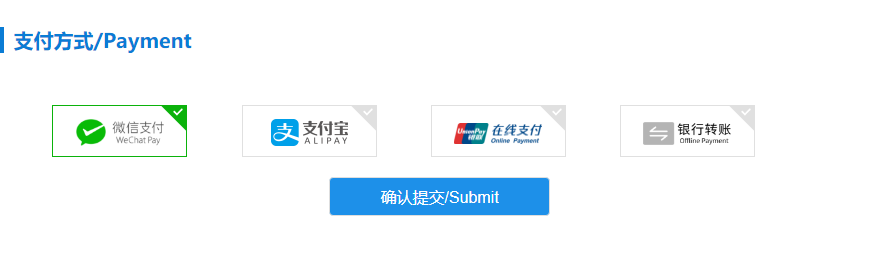 支付方式/Payment
微信支付
WeChat Pay
支
支付宝
ALIPAY
UnionPay
银联
在线支付
Online Payment
银行转账
Offline Payment
确认提交/Submit